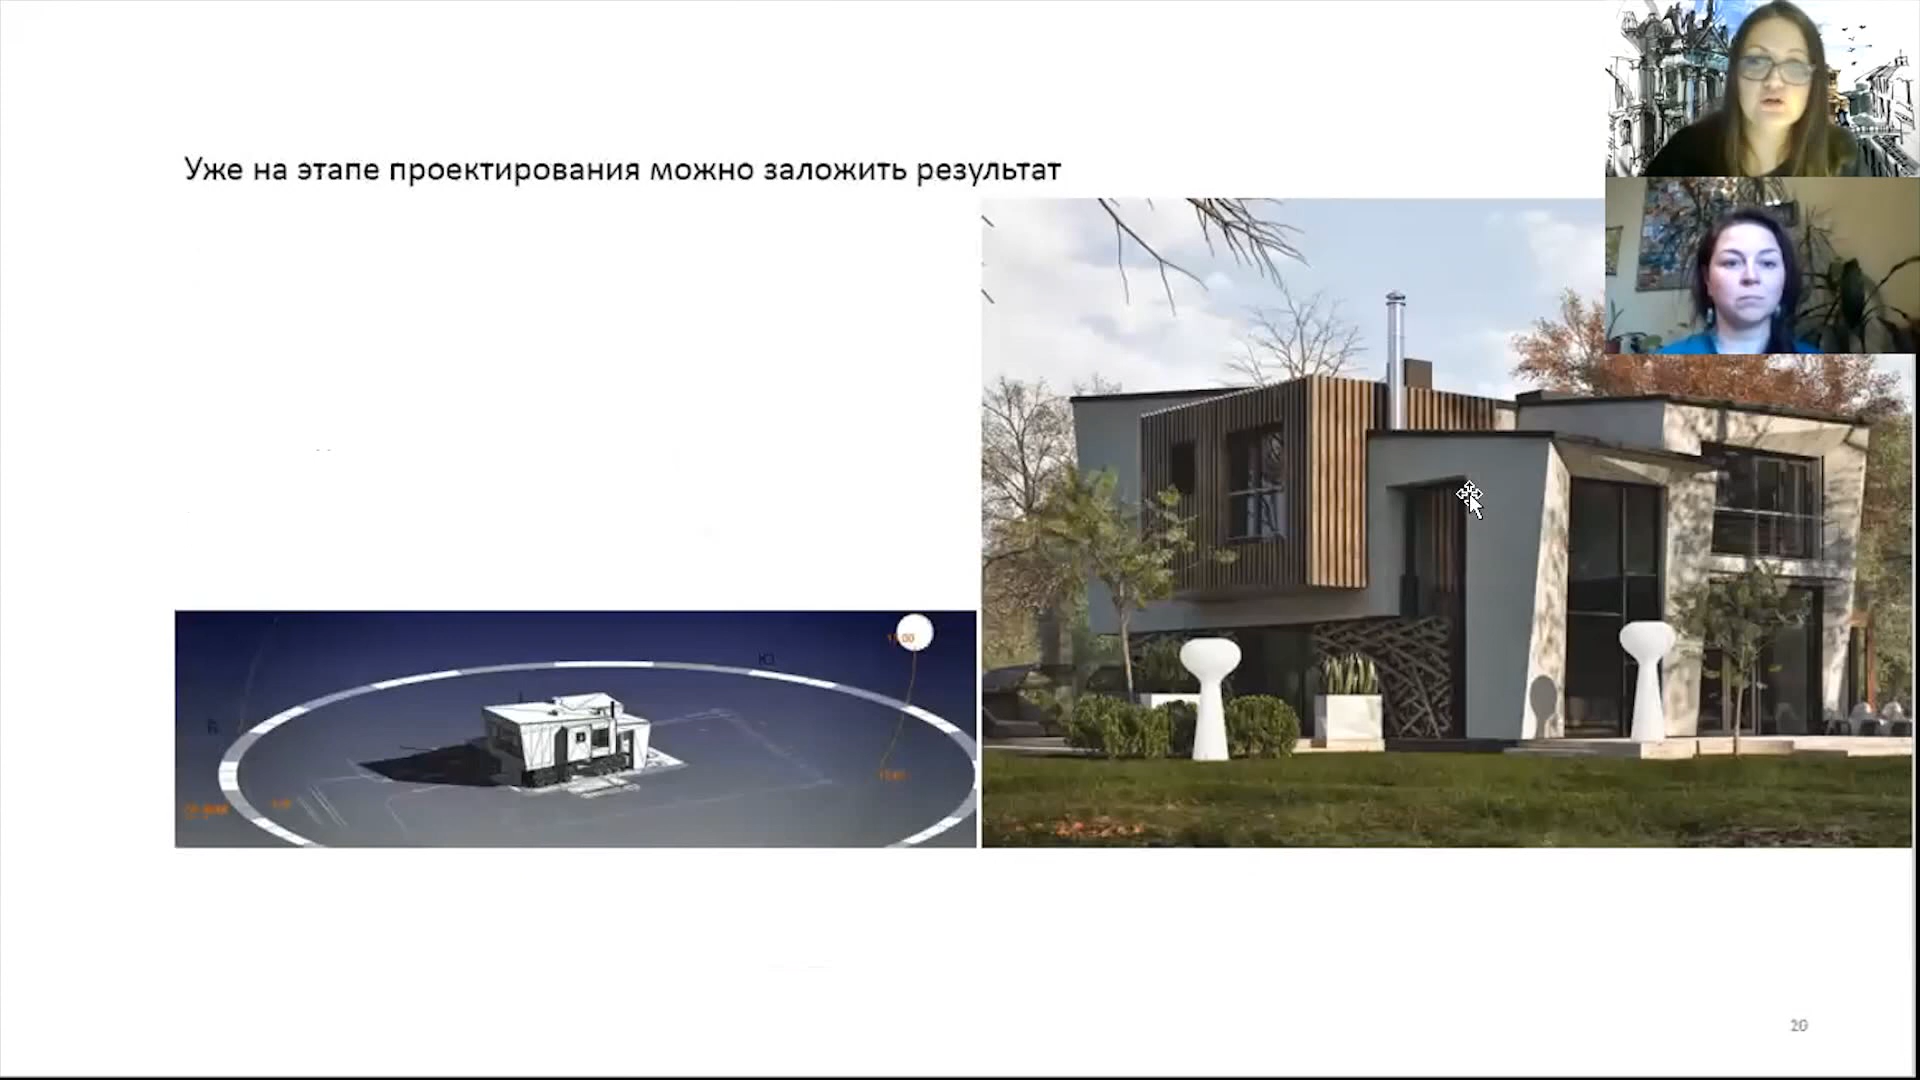 Уже на этапе проектирования можно заложить результат
Ю
20